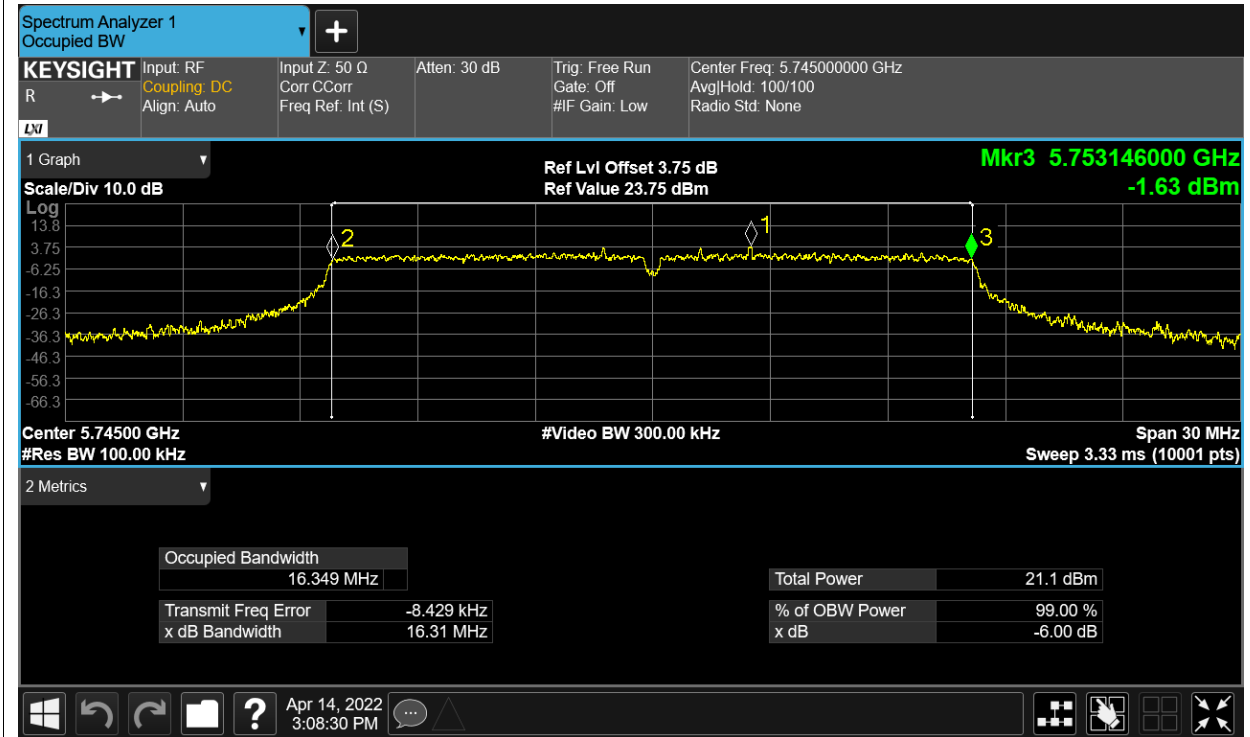 Spectrum Analyzer 1
Occupied BW
KEYSIGHT
R
LXI
Input: RF
Coupling: DC
Align: Auto
Input Z: 50 Ω
Corr CCorr
Freq Ref: Int (S)
Atten: 30 dB
Trig: Free Run
Gate: Off
#IF Gain: Low
Center Freq: 5.745000000 GHz
Avg|Hold: 100/100
Radio Std: None
1 Graph
Scale/Div 10.0 dB
Ref Lvl Offset 3.75 dB
Ref Value 23.75 dBm
Mkr3 5.753146000 GHz
-1.63 dBm
Log
13.8
3.75
-6.25
-16.3
-26.3
-36.3
-46.3
-56.3
-66.3
2
1
3
Center 5.74500 GHz
#Video BW 300.00 kHz
Span 30 MHz
#Res BW 100.00 kHz
Sweep 3.33 ms (10001 pts)
2 Metrics
Occupied Bandwidth
16.349 MHz
Transmit Freq Error -8.429 kHz
x dB Bandwidth 16.31 MHz
Total Power 21.1 dBm
% of OBW Power 99.00 %
x dB -6.00 dB
?
Apr 14, 2022
3:08:30 PM